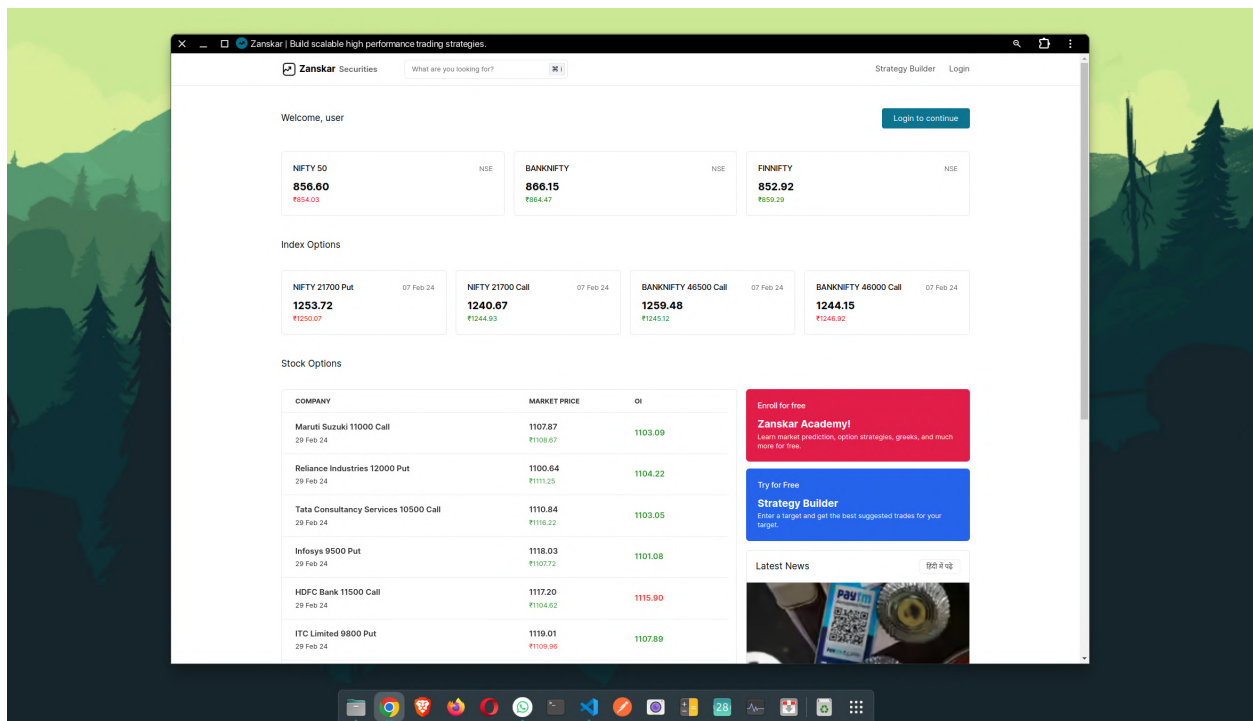 Zanskar | Build scalable high performance trading strategies.
Zanskar Securities
What are you looking for?
⌘ i
Strategy Builder
Login
Welcome, user
Login to continue
NIFTY 50 NSE
856.60
₹854.03
BANKNIFTY NSE
866.15
₹864.47
FINNIFTY NSE
852.92
₹859.29
Index Options
NIFTY 21700 Put 07 Feb 24
1253.72
₹1250.07
NIFTY 21700 Call 07 Feb 24
1240.67
₹1244.93
BANKNIFTY 46500 Call 07 Feb 24
1259.48
₹1245.12
BANKNIFTY 46000 Call 07 Feb 24
1244.15
₹1246.92
Stock Options
COMPANY MARKET PRICE OI
Maruti Suzuki 11000 Call 1107.87
29 Feb 24 ₹1108.67
1103.09
Reliance Industries 12000 Put 1100.64
29 Feb 24 ₹1111.25
1104.22
Tata Consultancy Services 10500 Call 1110.84
29 Feb 24 ₹1116.22
1103.05
Infosys 9500 Put 1118.03
29 Feb 24 ₹1107.72
1101.08
HDFC Bank 11500 Call 1117.20
29 Feb 24 ₹1104.62
1115.90
ITC Limited 9800 Put 1119.01
29 Feb 24 ₹1109.96
1107.89
Enroll for free
Zanskar Academy!
Learn market prediction, option strategies, greeks, and much
more for free.
Try for Free
Strategy Builder
Enter a target and get the best suggested trades for your
target.
Latest News
हिंदी में पढ़े
paytm
28